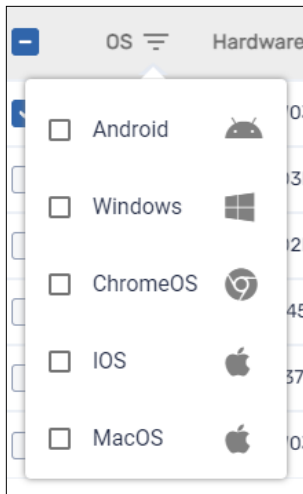 OS Hardware
Android
Windows
ChromeOS
IOS
MacOS